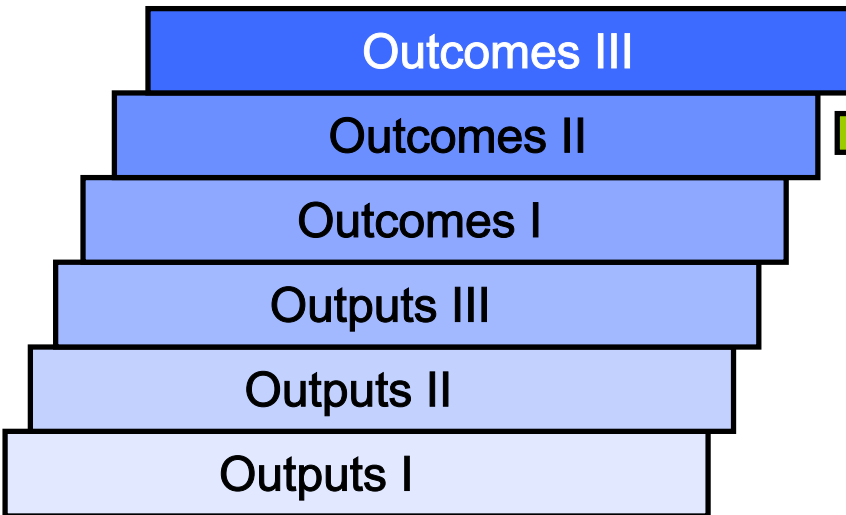 Outcomes III
Outcomes II
Outcomes I
Outputs III
Outputs II
Outputs I